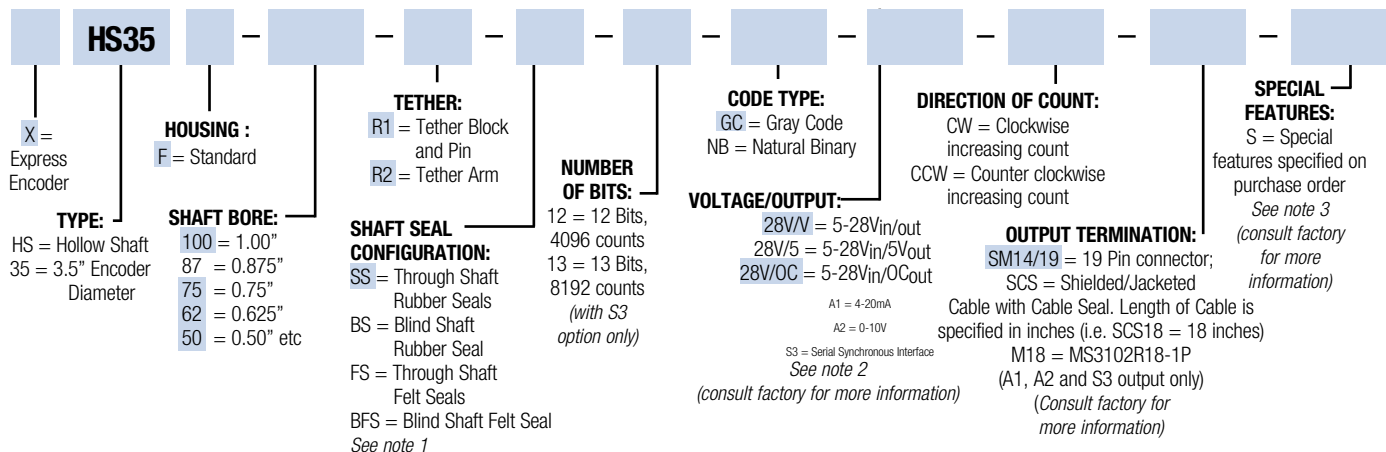 HS35 – – – – – – – – –
X =
Express
Encoder
TYPE:
HS = Hollow Shaft
35 = 3.5” Encoder
Diameter
HOUSING :
F = Standard
SHAFT BORE:
100 = 1.00”
87 = 0.875”
75 = 0.75”
62 = 0.625”
50 = 0.50” etc
TETHER:
R1 = Tether Block
and Pin
R2 = Tether Arm
SHAFT SEAL
CONFIGURATION:
SS = Through Shaft
Rubber Seals
BS = Blind Shaft
Rubber Seal
FS = Through Shaft
Felt Seals
BFS = Blind Shaft Felt Seal
See note 1
NUMBER
OF BITS:
12 = 12 Bits,
4096 counts
13 = 13 Bits,
8192 counts
(with S3
option only)
CODE TYPE:
GC = Gray Code
NB = Natural Binary
VOLTAGE/OUTPUT:
28V/V = 5-28Vin/out
28V/5 = 5-28Vin/5Vout
28V/OC = 5-28Vin/OCout
A1 = 4-20mA
A2 = 0-10V
S3 = Serial Synchronous Interface
See note 2
(consult factory for more information)
DIRECTION OF COUNT:
CW = Clockwise
increasing count
CCW = Counter clockwise
increasing count
OUTPUT TERMINATION:
SM14/19 = 19 Pin connector;
SCS = Shielded/Jacketed
Cable with Cable Seal. Length of Cable is
specified in inches (i.e. SCS18 = 18 inches)
M18 = MS3102R18-1P
(A1, A2 and S3 output only)
(Consult factory for
more information)
SPECIAL
FEATURES:
S = Special
features specified on
purchase order
See note 3
(consult factory
for more
information)